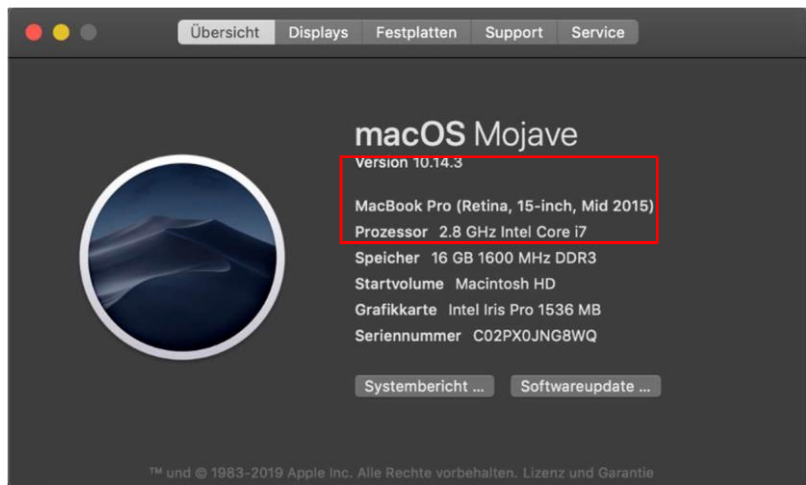 Übersicht Displays Festplatten Support Service
macOS Mojave
Version 10.14.3
MacBook Pro (Retina, 15-inch, Mid 2015)
Prozessor 2.8 GHz Intel Core i7
Speicher 16 GB 1600 MHz DDR3
Startvolume Macintosh HD
Grafikkarte Intel Iris Pro 1536 MB
Seriennummer C02PX0JNG8WQ
Systembericht ... Softwareupdate ...
™ und © 1983-2019 Apple Inc. Alle Rechte vorbehalten. Lizenz und Garantie